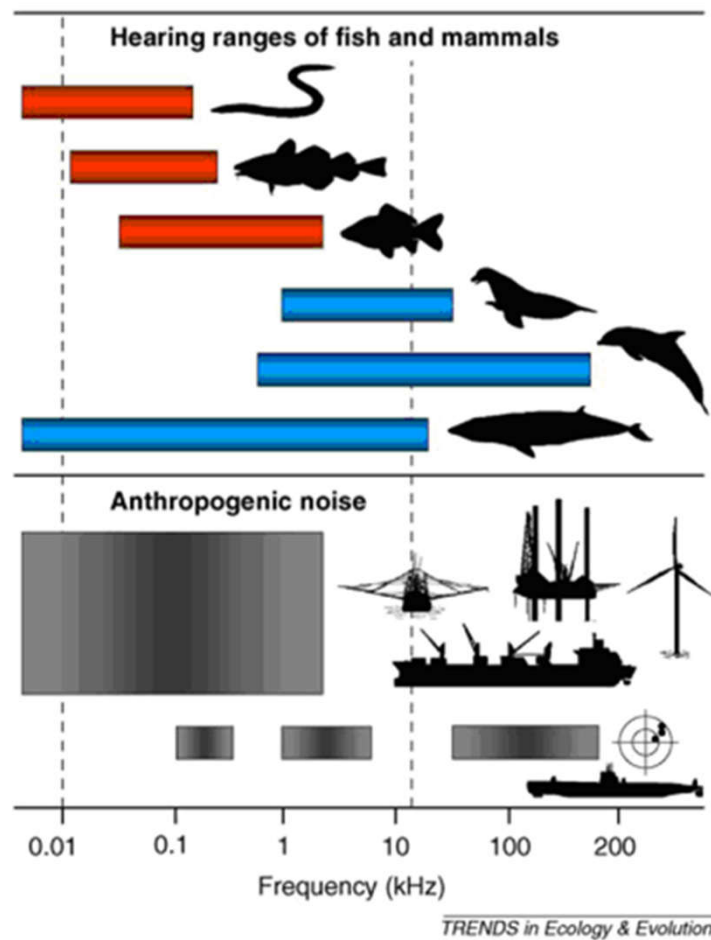 Hearing ranges of fish and mammals
Anthropogenic noise
0.01 0.1 1 10 100 200
Frequency (kHz)
TRENDS in Ecology & Evolution